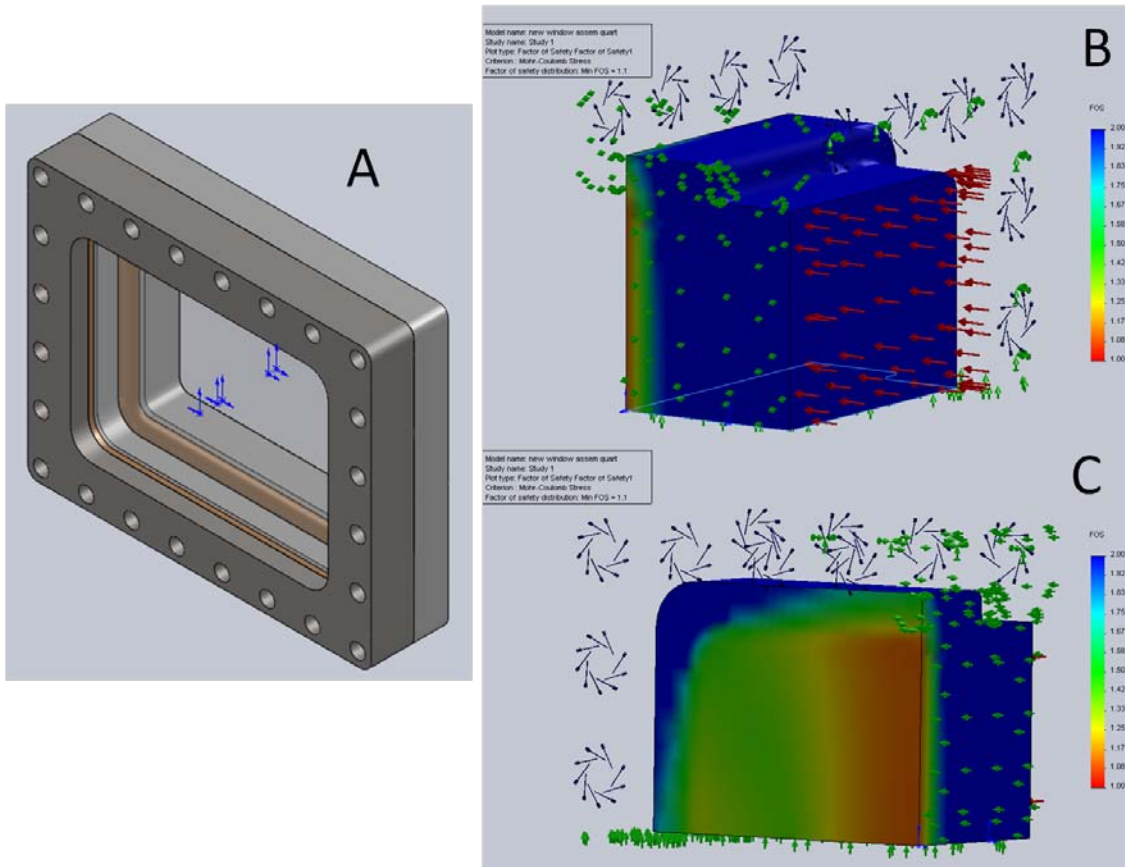 A
Model name: new window assem quart
Study name: Study 1
Plot type: Factor of Safety Factor of Safety1
Criterion : Mohr-Coulomb Stress
Factor of safety distribution: Min FOS = 1.1
B
FOS
2.00
1.92
1.83
1.75
1.67
1.58
1.50
1.42
1.33
1.25
1.17
1.08
1.00
Model name: new window assem quart
Study name: Study 1
Plot type: Factor of Safety Factor of Safety1
Criterion : Mohr-Coulomb Stress
Factor of safety distribution: Min FOS = 1.1
C
FOS
2.00
1.92
1.83
1.75
1.67
1.58
1.50
1.42
1.33
1.25
1.17
1.08
1.00